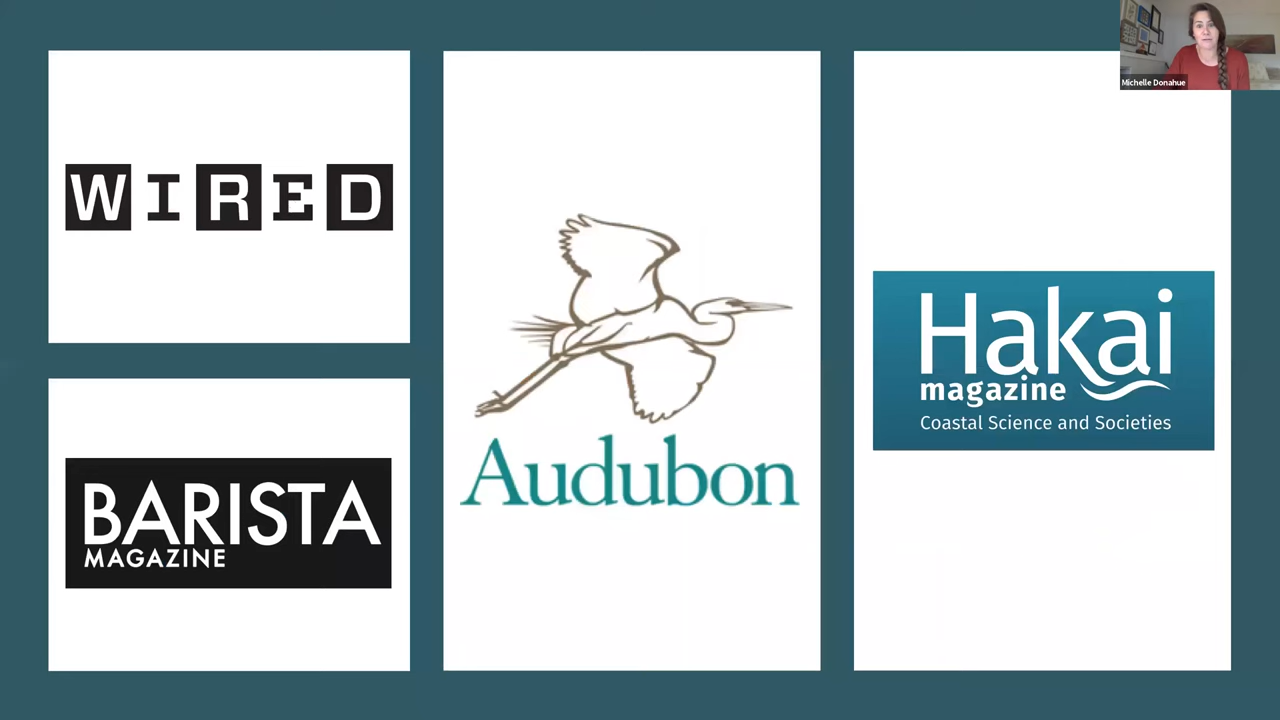 WIRED
BARISTA
MAGAZINE
Audubon
Hakai
magazine
Coastal Science and Societies
Michelle Donahue